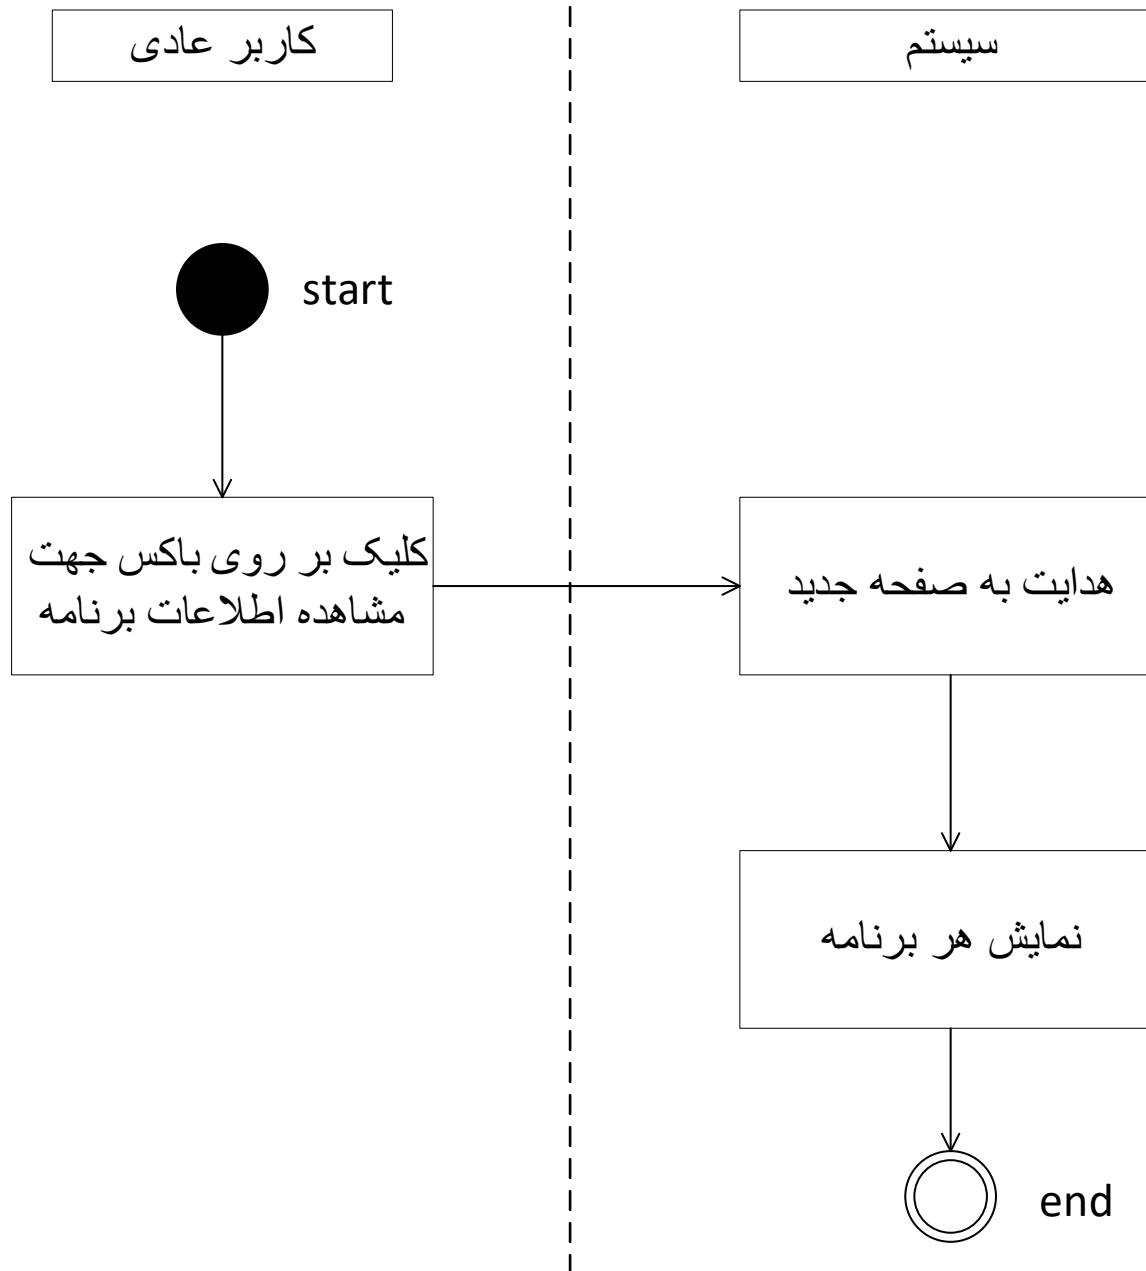 کاربر عادی
سیستم
start
کلیک بر روی باکس جهت
مشاهده اطلاعات برنامه
هدایت به صفحه جدید
نمایش هر برنامه
end